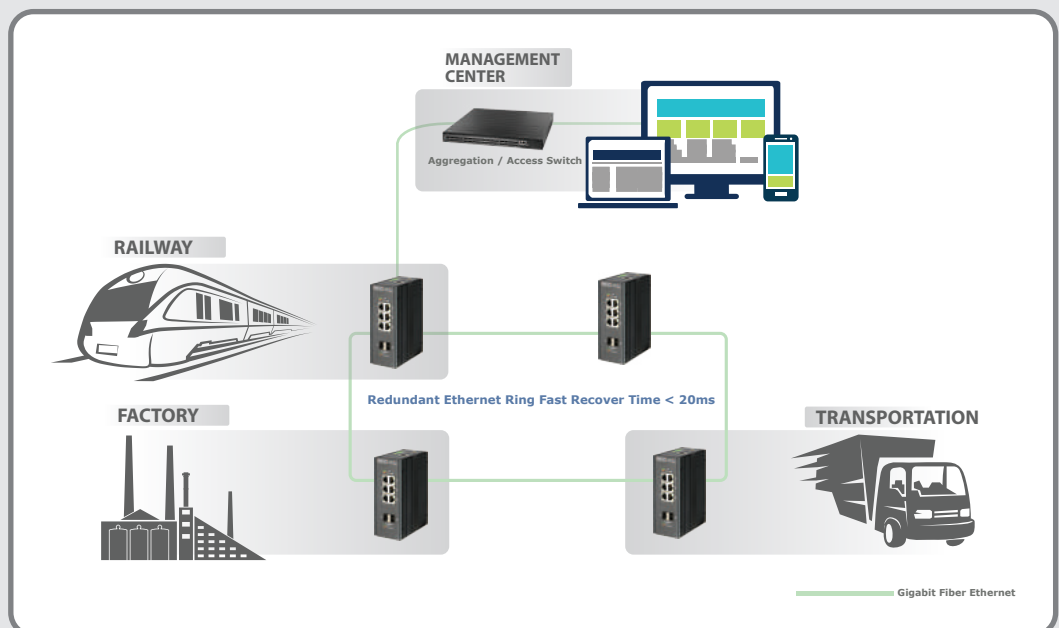 MANAGEMENT
CENTER
Aggregation / Access Switch
RAILWAY
Redundant Ethernet Ring Fast Recover Time < 20ms
FACTORY
TRANSPORTATION
Gigabit Fiber Ethernet